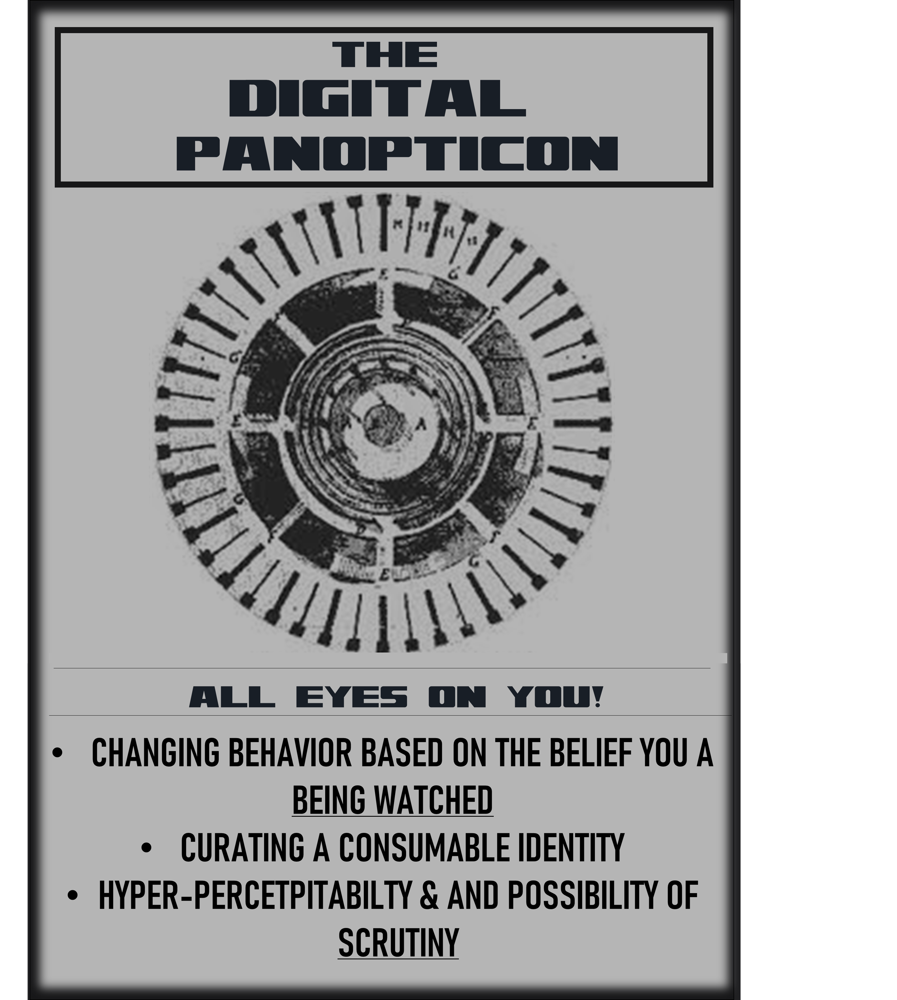 THE
DIGITAL
PANOPTICON
H H H H
E G
F
G
E A A E
D
G
F F
D
G
E
ALL EYES ON YOU!
• CHANGING BEHAVIOR BASED ON THE BELIEF YOU A
BEING WATCHED
• CURATING A CONSUMABLE IDENTITY
• HYPER-PERCETPITABILTY & AND POSSIBILITY OF
SCRUTINY